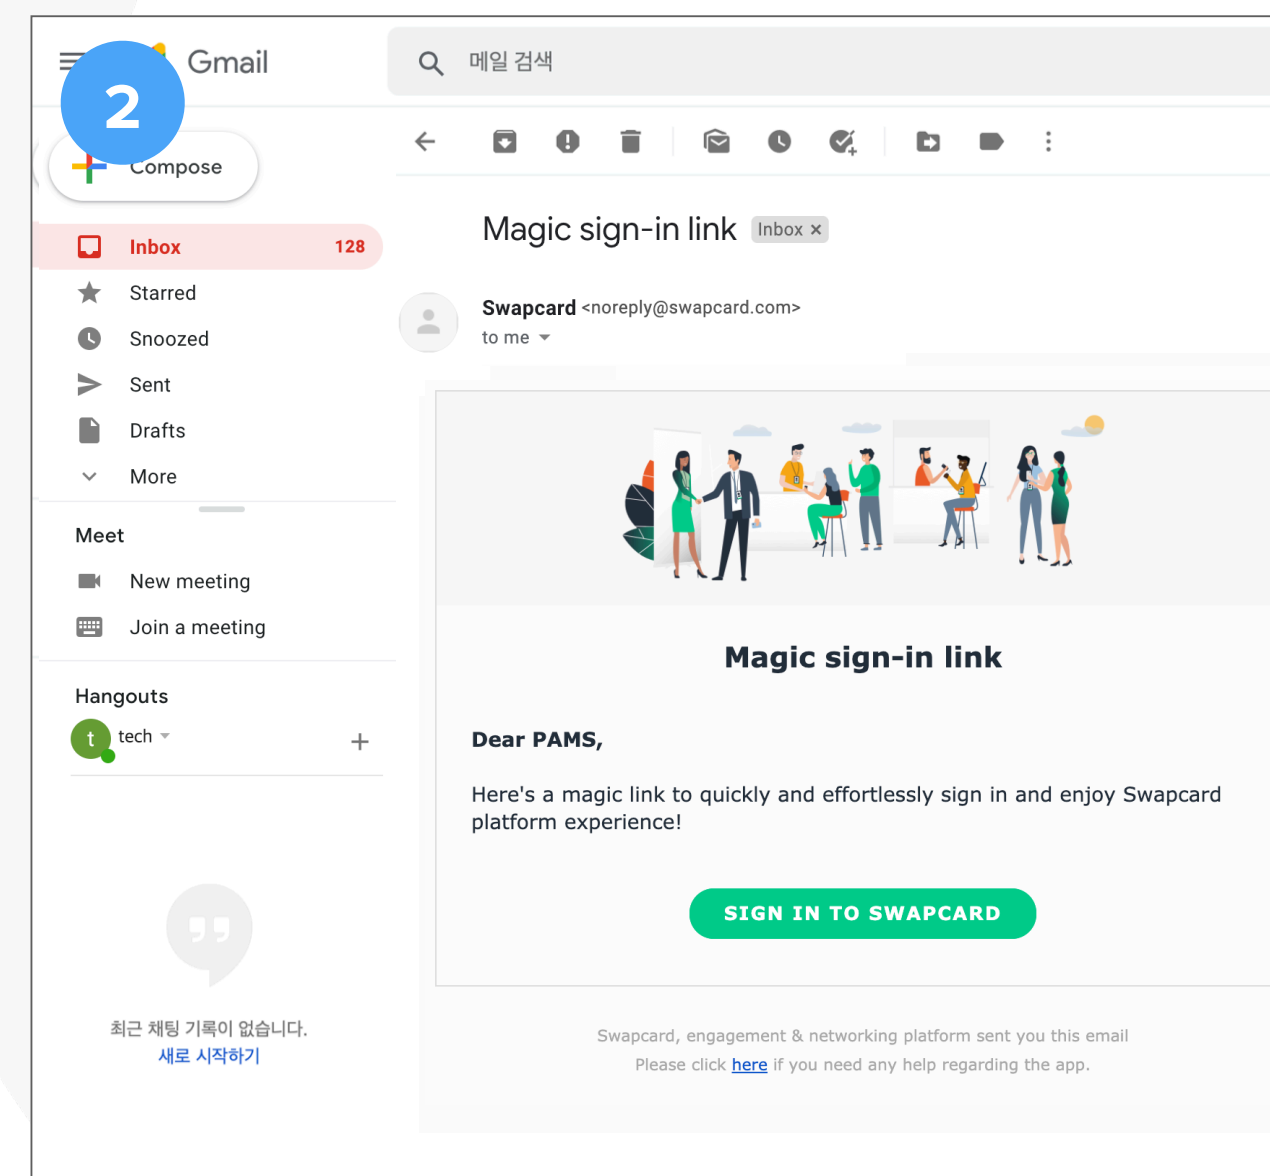 2
Gmail
메일 검색
Compose
Inbox 128
Starred
Snoozed
Sent
Drafts
More
Meet
New meeting
Join a meeting
Hangouts
t tech
최근 채팅 기록이 없습니다.
새로 시작하기
Magic sign-in link Inbox ×
Swapcard <noreply@swapcard.com>
to me
Magic sign-in link
Dear PAMS,
Here's a magic link to quickly and effortlessly sign in and enjoy Swapcard
platform experience!
SIGN IN TO SWAPCARD
Swapcard, engagement & networking platform sent you this email
Please click here if you need any help regarding the app.